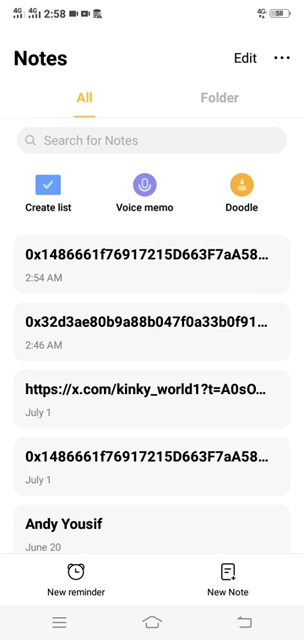 4G 4G 2:58 4G 58
Notes Edit
All Folder
Search for Notes
Create list Voice memo Doodle
0x1486661f76917215D663F7aA58...
2:54 AM
0x32d3ae80b9a88b047f0a33b0f91...
2:46 AM
https://x.com/kinky_world1?t=A0sO...
July 1
0x1486661f76917215D663F7aA58...
July 1
Andy Yousif
June 20
New reminder New Note